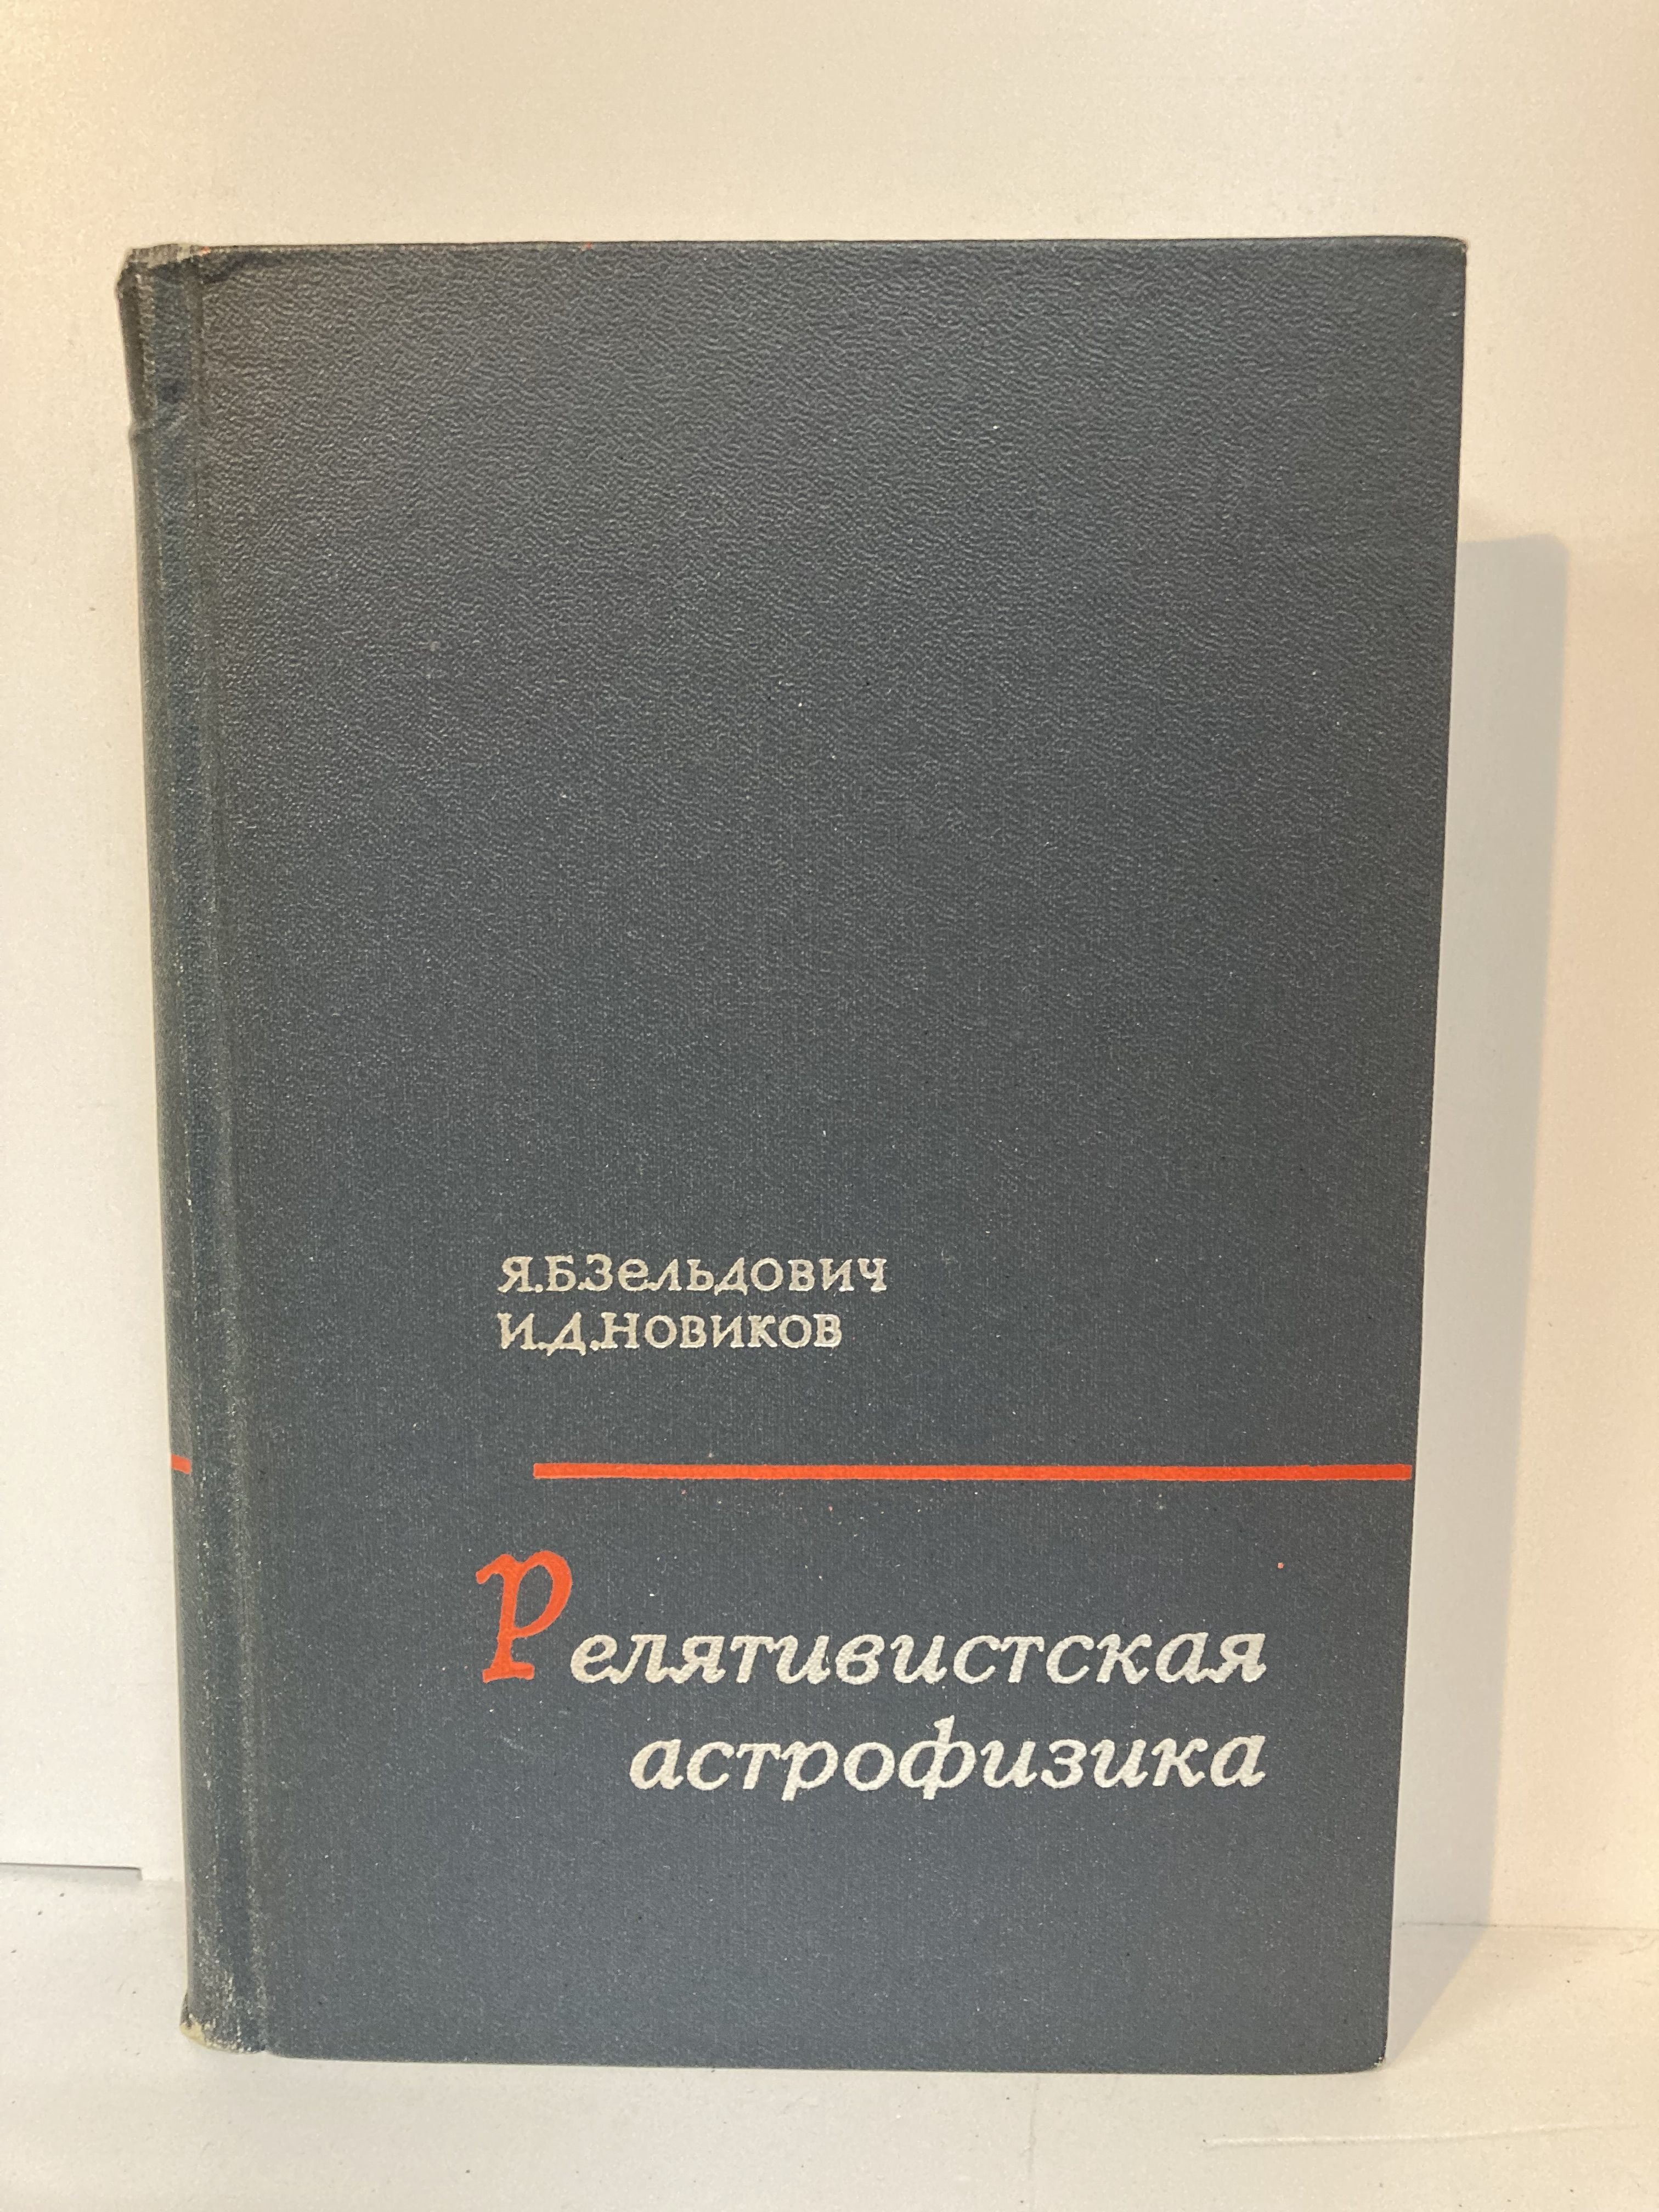 Я.Б.Зельдович
И.Д.Новиков
Релятивистская
астрофизика